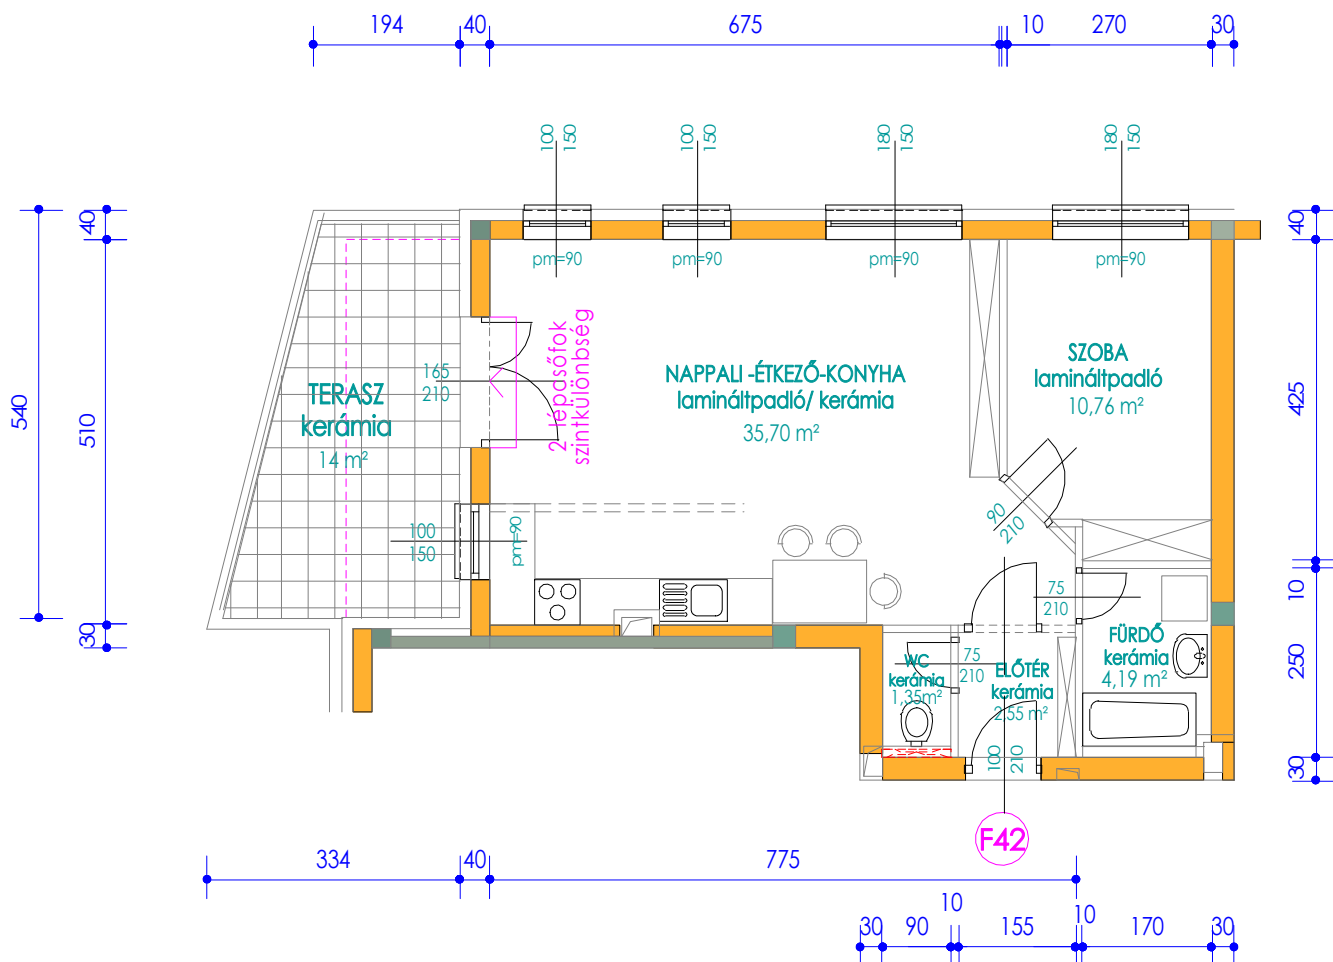 194
40
675
10
270
30
100
150
100
150
180
150
180
150
40
40
pm=90
pm=90
pm=90
pm=90
540
510
425
165
210
2 lépcsőfok
szintkülönbség
TERASZ
kerámia
14 m²
NAPPALI -ÉTKEZŐ-KONYHA
lamináltpadló/ kerámia
35,70 m²
SZOBA
lamináltpadló
10,76 m²
90
210
100
150
pm=90
75
210
10
30
250
30
WC
kerámia
1,35m²
75
210
ELŐTÉR
kerámia
2,55 m²
FÜRDŐ
kerámia
4,19 m²
100
210
F42
334
40
775
30
90
10
155
10
170
30